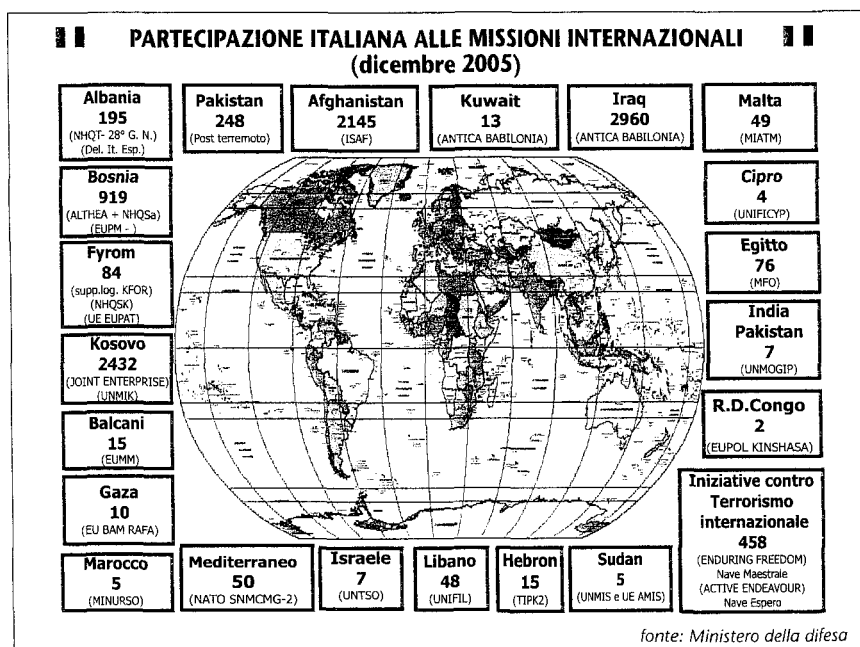 PARTECIPAZIONE ITALIANA ALLE MISSIONI INTERNAZIONALI
(dicembre 2005)
Albania
195
(NHQT- 28° G. N.)
(Del. It. Esp.)
Pakistan
248
(Post terremoto)
Afghanistan
2145
(ISAF)
Kuwait
13
(ANTICA BABILONIA)
Iraq
2960
(ANTICA BABILONIA)
Malta
49
(MIATM)
Bosnia
919
(ALTHEA + NHQSa)
(EUPM - )
Cipro
4
(UNIFICYP)
Fyrom
84
(supp.log. KFOR)
(NHQSK)
(UE EUPAT)
Egitto
76
(MFO)
India
Pakistan
7
(UNMOGIP)
Kosovo
2432
(JOINT ENTERPRISE)
(UNMIK)
R.D.Congo
2
(EUPOL KINSHASA)
Balcani
15
(EUMM)
Gaza
10
(EU BAM RAFA)
Iniziative contro
Terrorismo
internazionale
458
(ENDURING FREEDOM)
Nave Maestrale
(ACTIVE ENDEAVOUR)
Nave Espero
Marocco
5
(MINURSO)
Mediterraneo
50
(NATO SNMCMG-2)
Israele
7
(UNTSO)
Libano
48
(UNIFIL)
Hebron
15
(TIPK2)
Sudan
5
(UNMIS e UE AMIS)
fonte: Ministero della difesa